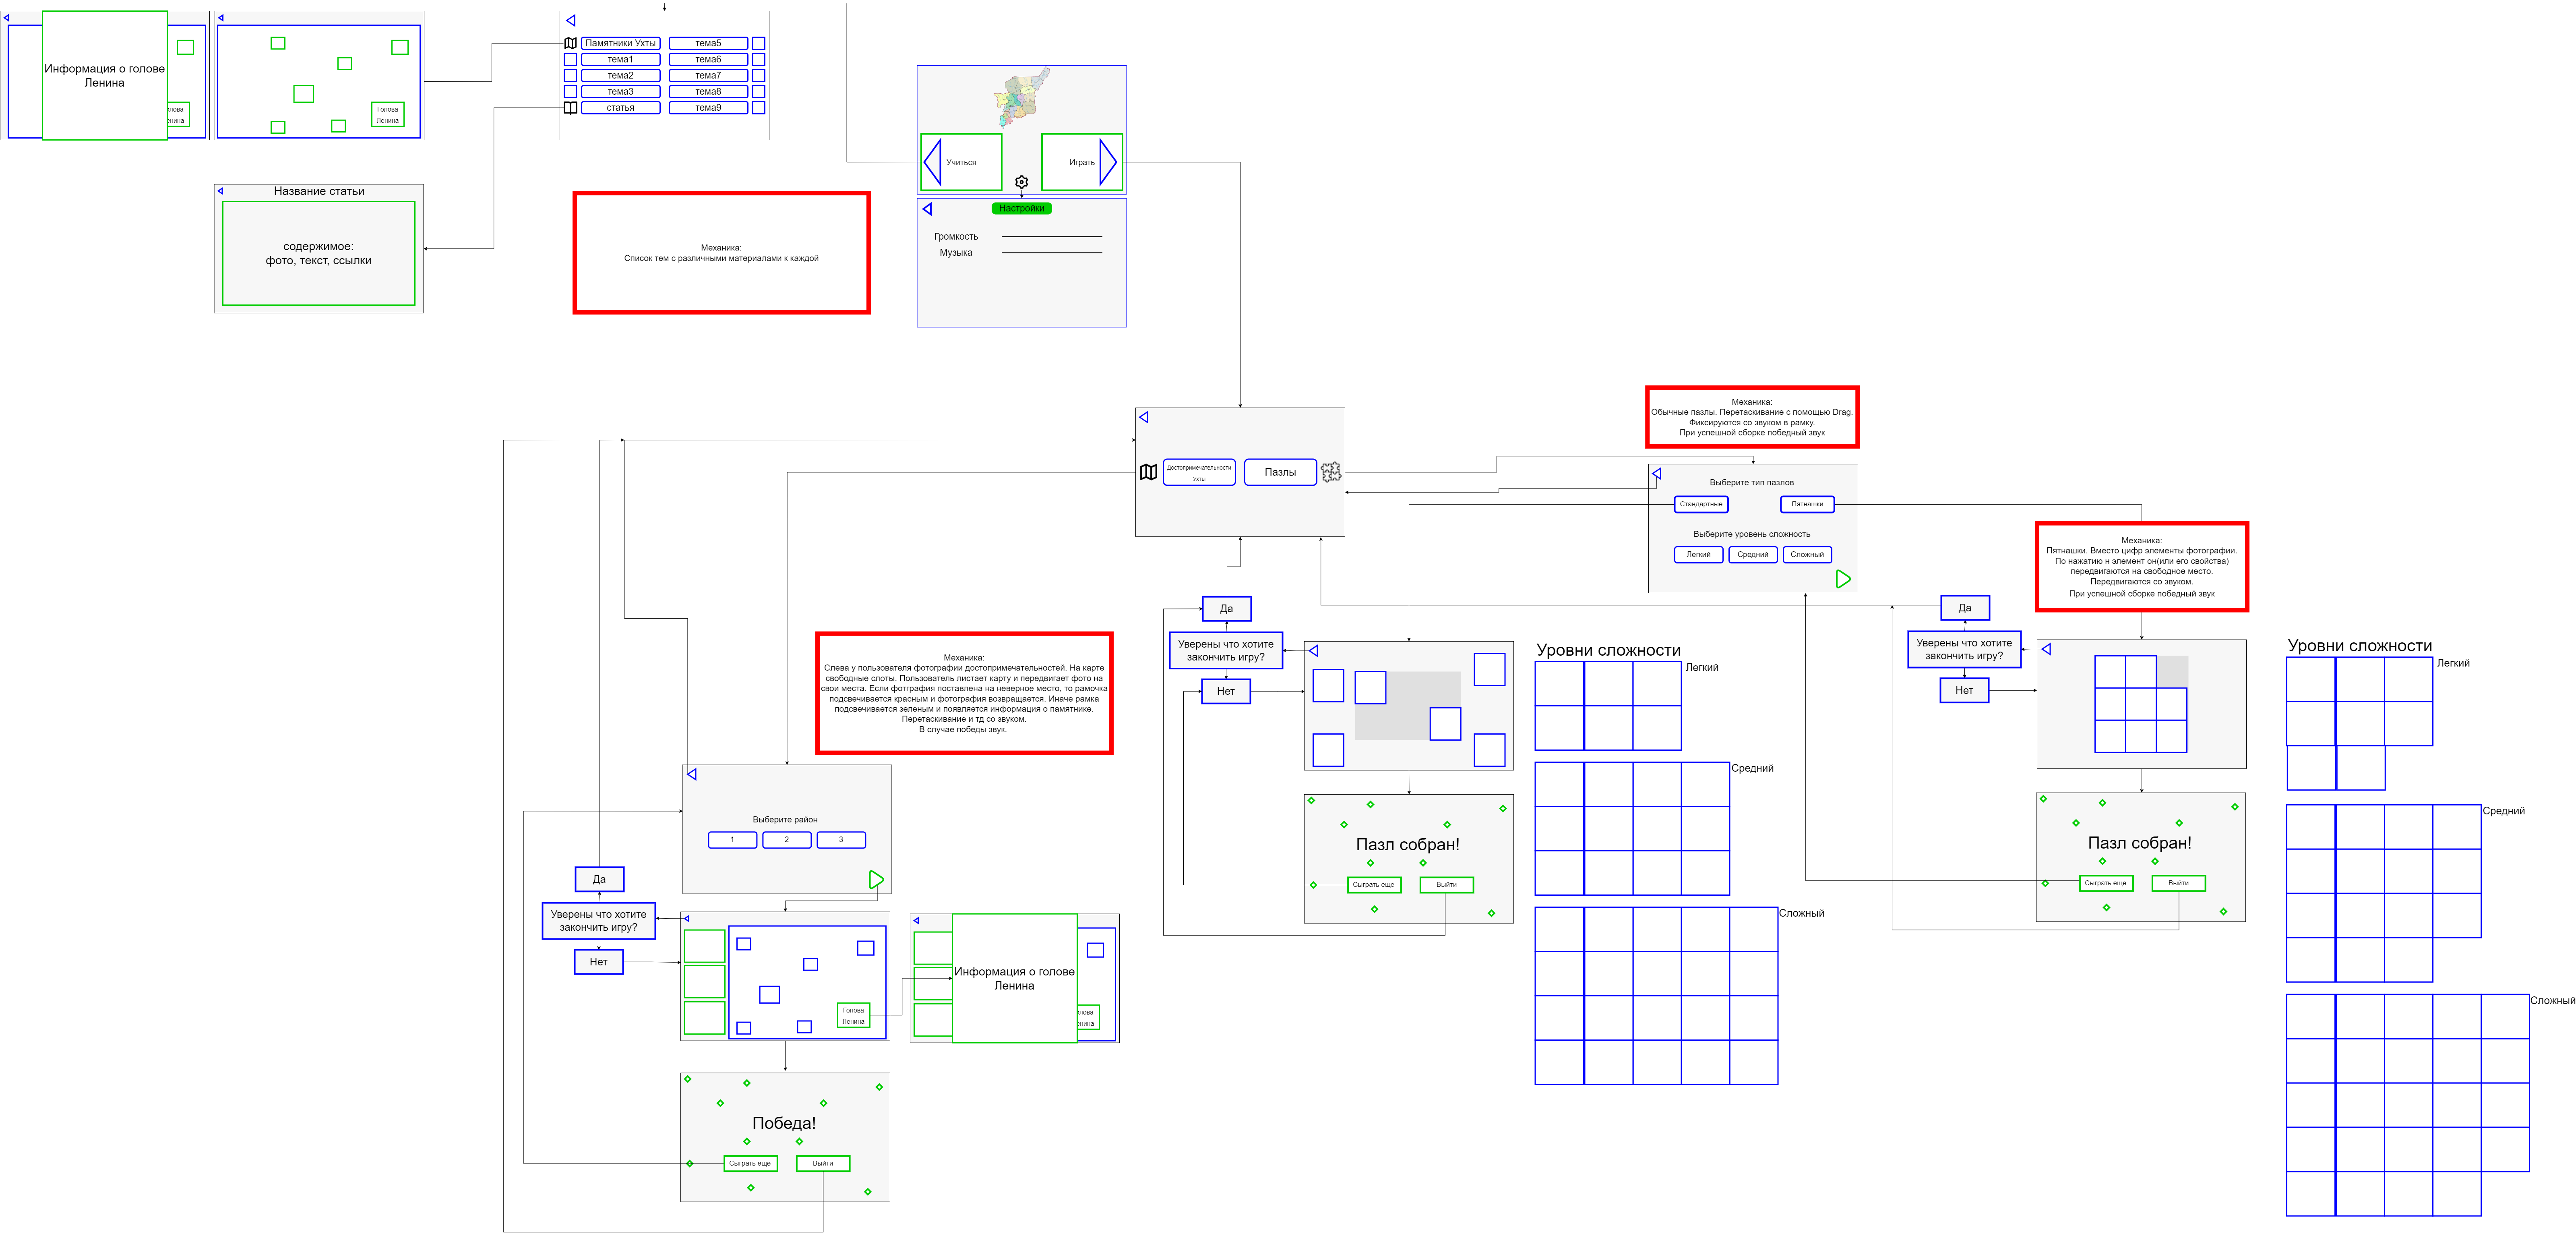 Информация о голове
Ленина
Голова
Ленина
Памятники Ухты
тема1
тема2
тема3
статья
тема5
тема6
тема7
тема8
тема9
Название статьи
содержимое:
фото, текст, ссылки
Механика:
Список тем с различными материалами к каждой
Учиться
Играть
Настройки
Громкость
Музыка
Достопримечательности
Ухты
Пазлы
Механика:
Обычные пазлы. Перетаскивание с помощью Drag.
Фиксируются со звуком в рамку.
При успешной сборке победный звук
Выберите тип пазлов
Стандартные
Пятнашки
Выберите уровень сложность
Легкий
Средний
Сложный
Механика:
Пятнашки. Вместо цифр элементы фотографии.
По нажатию н элемент он(или его свойства)
передвигаются на свободное место.
Передвигаются со звуком.
При успешной сборке победный звук
Механика:
Слева у пользователя фотографии достопримечательностей. На карте
свободные слоты. Пользователь листает карту и передвигает фото на
свои места. Если фотграфия поставлена на неверное место, то рамочка
подсвечивается красным и фотография возвращается. Иначе рамка
подсвечивается зеленым и появляется информация о памятнике.
Перетаскивание и тд со звуком.
В случае победы звук.
Выберите район
1
2
3
Да
Уверены что хотите
закончить игру?
Нет
Голова
Ленина
Информация о голове
Ленина
Победа!
Сыграть еще
Выйти
Да
Уверены что хотите
закончить игру?
Нет
Пазл собран!
Сыграть еще
Выйти
Уровни сложности
Легкий
Средний
Сложный
Да
Уверены что хотите
закончить игру?
Нет
Пазл собран!
Сыграть еще
Выйти
Уровни сложности
Легкий
Средний
Сложный